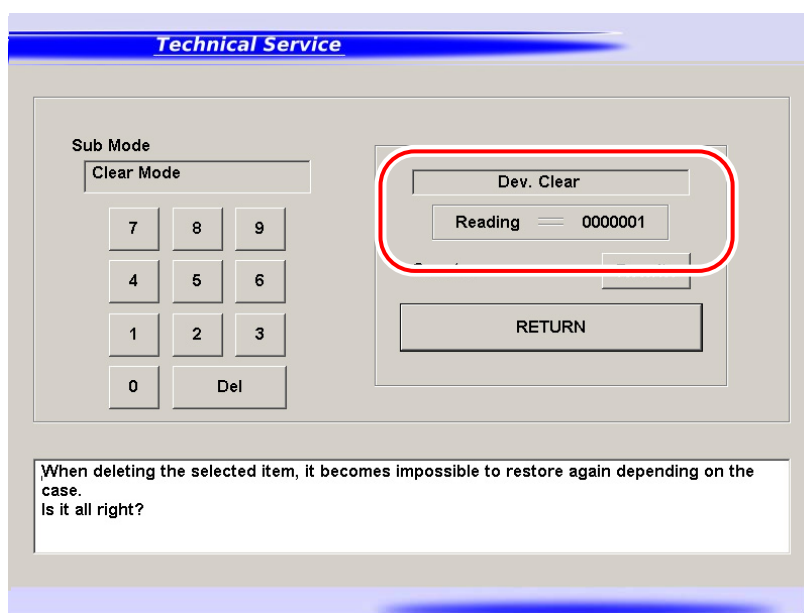 Technical Service
Sub Mode
Clear Mode
7 8 9
4 5 6
1 2 3
0 Del
Dev. Clear
Reading == 0000001
RETURN
When deleting the selected item, it becomes impossible to restore again depending on the
case.
Is it all right?